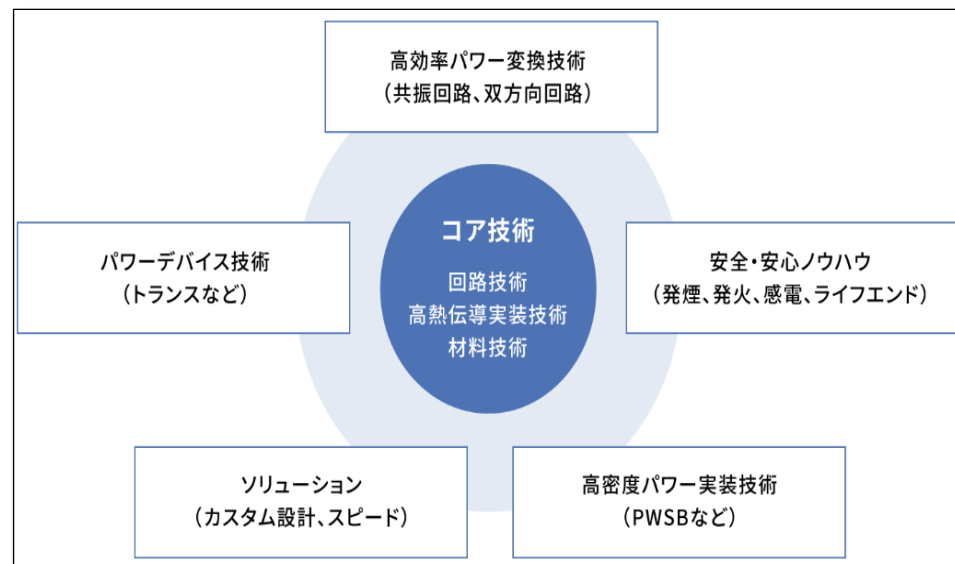 高効率パワー変換技術
(共振回路、双方向回路)
コア技術
回路技術
高熱伝導実装技術
材料技術
パワーデバイス技術
(トランスなど)
安全・安心ノウハウ
(発煙、発火、感電、ライフエンド)
ソリューション
(カスタム設計、スピード)
高密度パワー実装技術
(PWSBなど)